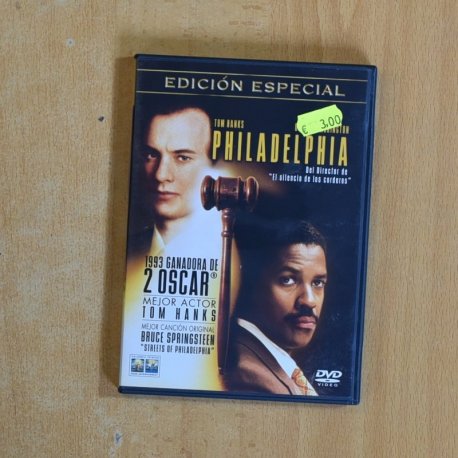 EDICIÓN ESPECIAL
€ 3,00
TOM HANKS
PHILADELPHIA
Del Director de
"El silencio de los corderos"
1993 GANADORA DE
2 OSCAR®
MEJOR ACTOR
TOM HANKS
MEJOR CANCIÓN ORIGINAL
BRUCE SPRINGSTEEN
"STREETS OF PHILADELPHIA"
DVD
VIDEO